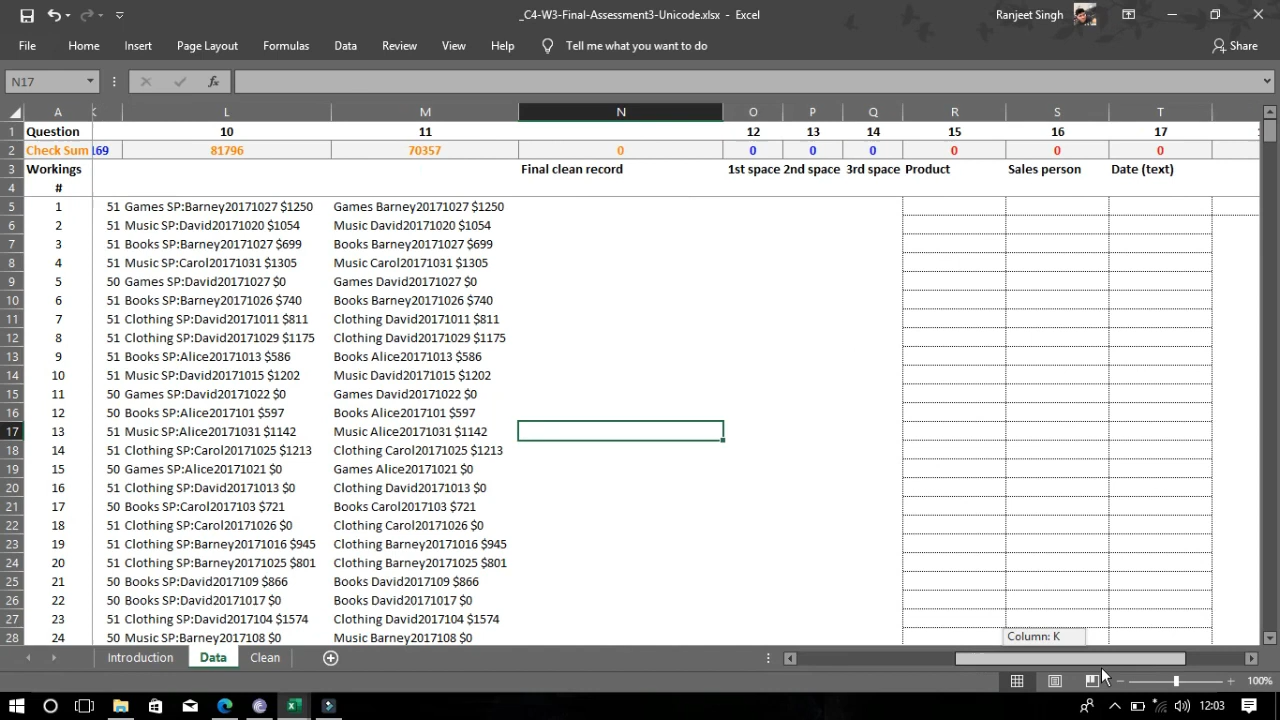 _C4-W3-Final-Assessment3-Unicode.xlsx - Excel
Ranjeet Singh
File Home Insert Page Layout Formulas Data Review View Help Tell me what you want to do Share
N17 fx
A L M N O P Q R S T
1 Question 10 11 12 13 14 15 16 17
2 Check Sum 169 81796 70357 0 0 0 0 0 0 0
3 Workings Final clean record 1st space 2nd space 3rd space Product Sales person Date (text)
4 #
5 1 51 Games SP:Barney20171027 $1250 Games Barney20171027 $1250
6 2 51 Music SP:David20171020 $1054 Music David20171020 $1054
7 3 51 Books SP:Barney20171027 $699 Books Barney20171027 $699
8 4 51 Music SP:Carol20171031 $1305 Music Carol20171031 $1305
9 5 50 Games SP:David20171027 $0 Games David20171027 $0
10 6 51 Books SP:Barney20171026 $740 Books Barney20171026 $740
11 7 51 Clothing SP:David20171011 $811 Clothing David20171011 $811
12 8 51 Clothing SP:David20171029 $1175 Clothing David20171029 $1175
13 9 51 Books SP:Alice20171013 $586 Books Alice20171013 $586
14 10 51 Music SP:David20171015 $1202 Music David20171015 $1202
15 11 50 Games SP:David20171022 $0 Games David20171022 $0
16 12 50 Books SP:Alice2017101 $597 Books Alice2017101 $597
17 13 51 Music SP:Alice20171031 $1142 Music Alice20171031 $1142
18 14 51 Clothing SP:Carol20171025 $1213 Clothing Carol20171025 $1213
19 15 50 Games SP:Alice20171021 $0 Games Alice20171021 $0
20 16 51 Clothing SP:David20171013 $0 Clothing David20171013 $0
21 17 50 Books SP:Carol2017103 $721 Books Carol2017103 $721
22 18 51 Clothing SP:Carol20171026 $0 Clothing Carol20171026 $0
23 19 51 Clothing SP:Barney20171016 $945 Clothing Barney20171016 $945
24 20 51 Clothing SP:Barney20171025 $801 Clothing Barney20171025 $801
25 21 50 Books SP:David2017109 $866 Books David2017109 $866
26 22 50 Books SP:David20171017 $0 Books David20171017 $0
27 23 51 Clothing SP:David2017104 $1574 Clothing David2017104 $1574
28 24 50 Music SP:Barney2017108 $0 Music Barney2017108 $0
Column: K
Introduction Data Clean
100%
12:03